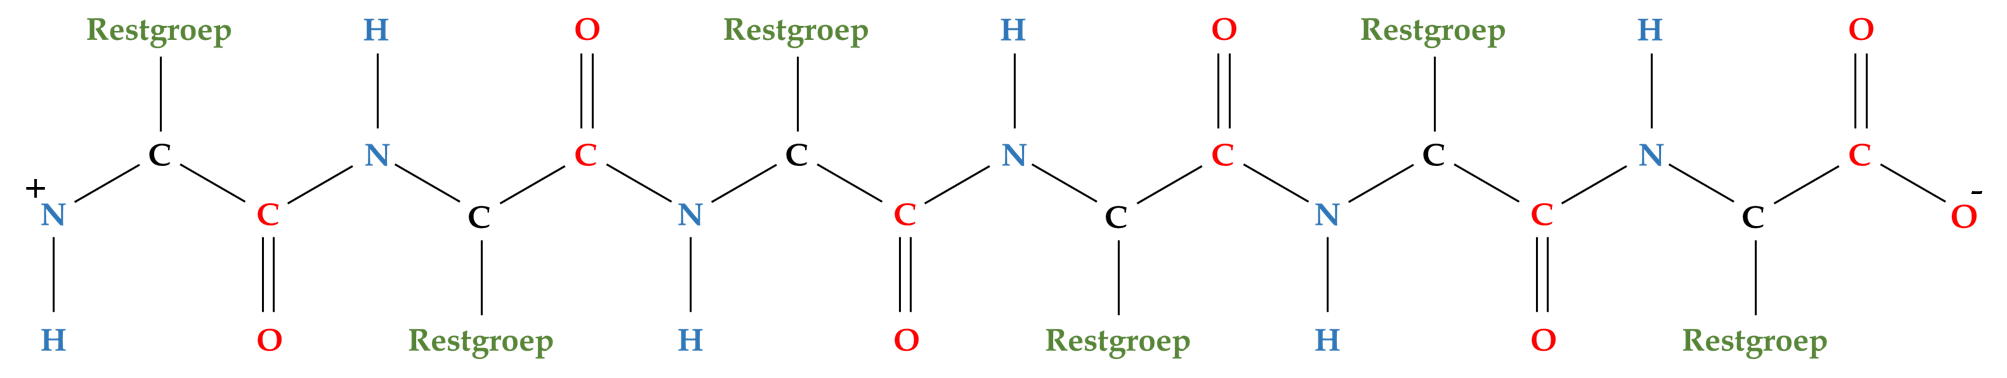 Restgroep H O Restgroep H O Restgroep H O
C N C C N C C N C
+ -
N C C N C C N C C O
H O Restgroep H O Restgroep H O Restgroep